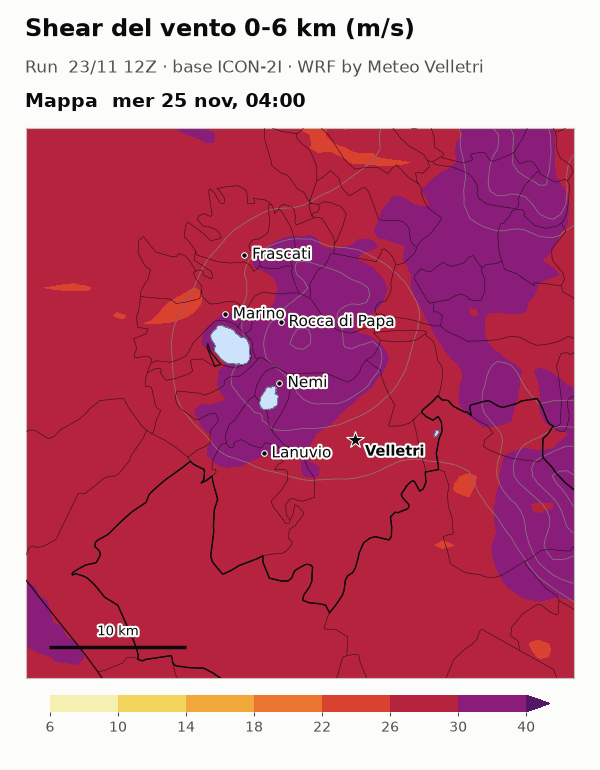 Shear del vento 0-6 km (m/s)
Run  23/11 12Z · base ICON-2I · WRF by Meteo Velletri
Mappa  mer 25 nov, 04:00
Frascati
Marino
Rocca di Papa
Nemi
Velletri
Lanuvio
10 km
6 10 14 18 22 26 30 40